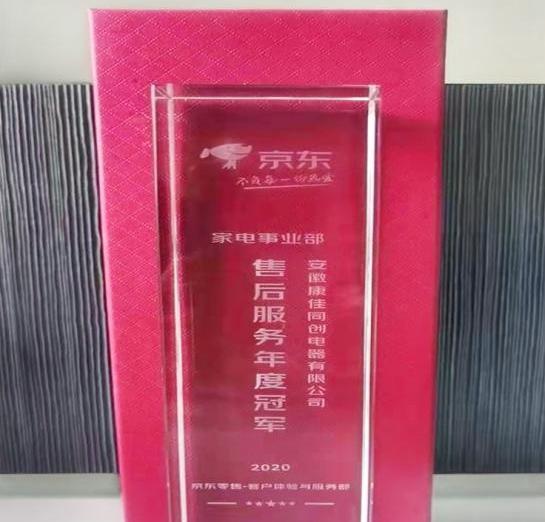 京东
不负每一份热爱
家电事业部
安徽康佳同创电器有限公司
售后服务年度冠军
2020
京东零售-客户体验与服务部